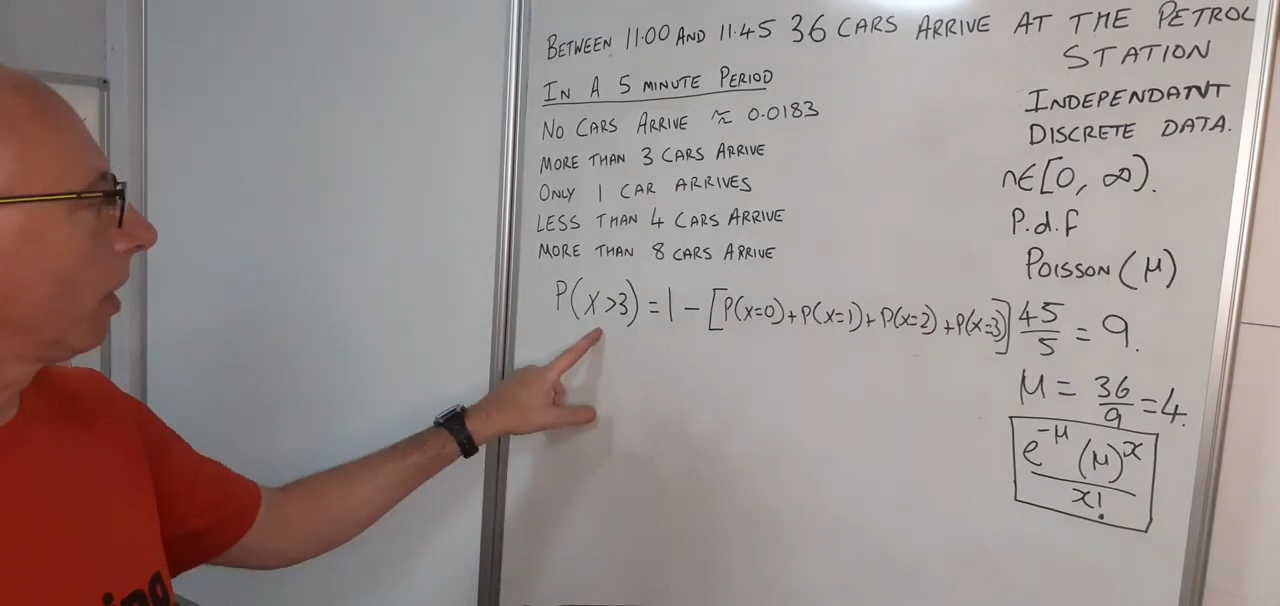 BETWEEN 11.00 AND 11.45 36 CARS ARRIVE AT THE PETROL
STATION
IN A 5 MINUTE PERIOD
NO CARS ARRIVE ≈ 0.0183
MORE THAN 3 CARS ARRIVE
ONLY 1 CAR ARRIVES
LESS THAN 4 CARS ARRIVE
MORE THAN 8 CARS ARRIVE
P(X>3) = 1 - [P(x=0)+P(x=1)+P(x=2)+P(x=3)]
INDEPENDANT
DISCRETE DATA.
n∈[0, ∞).
P.d.f
POISSON (μ)
45/5 = 9.
μ = 36/9 = 4.
e^-μ (μ)^x / x!